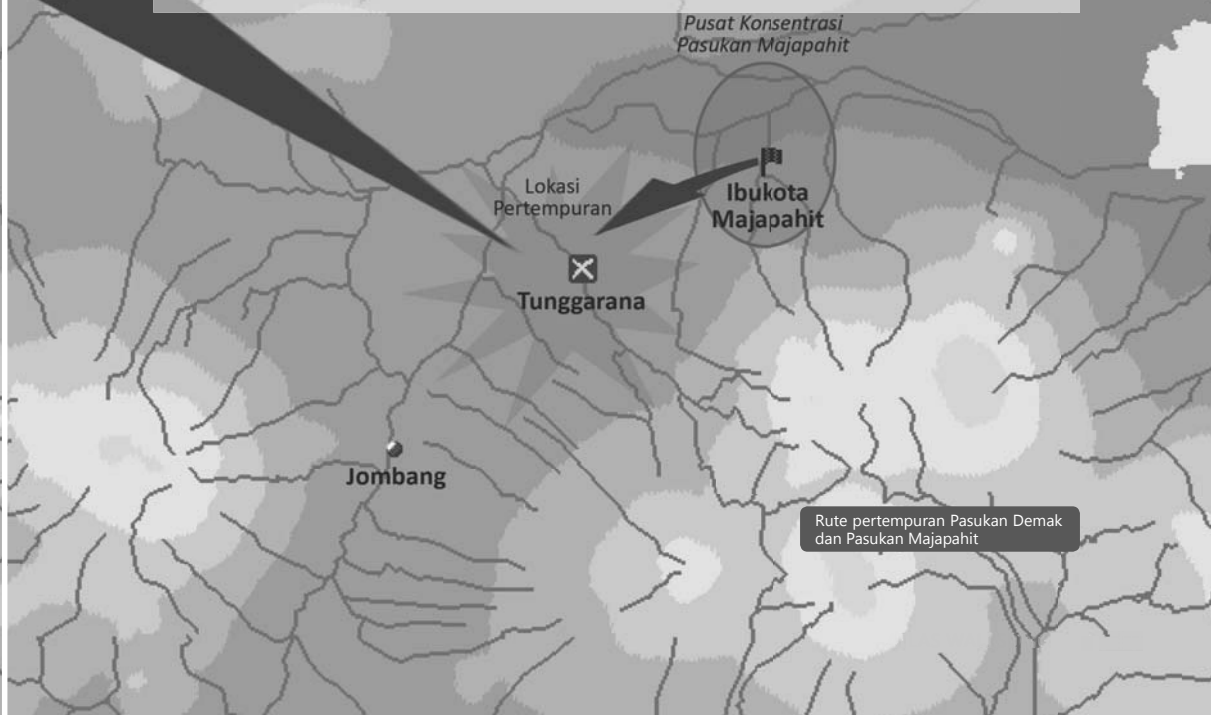 Pusat Konsentrasi
Pasukan Majapahit
Lokasi
Pertempuran
Ibukota
Majapahit
Tunggarana
Jombang
Rute pertempuran Pasukan Demak
dan Pasukan Majapahit